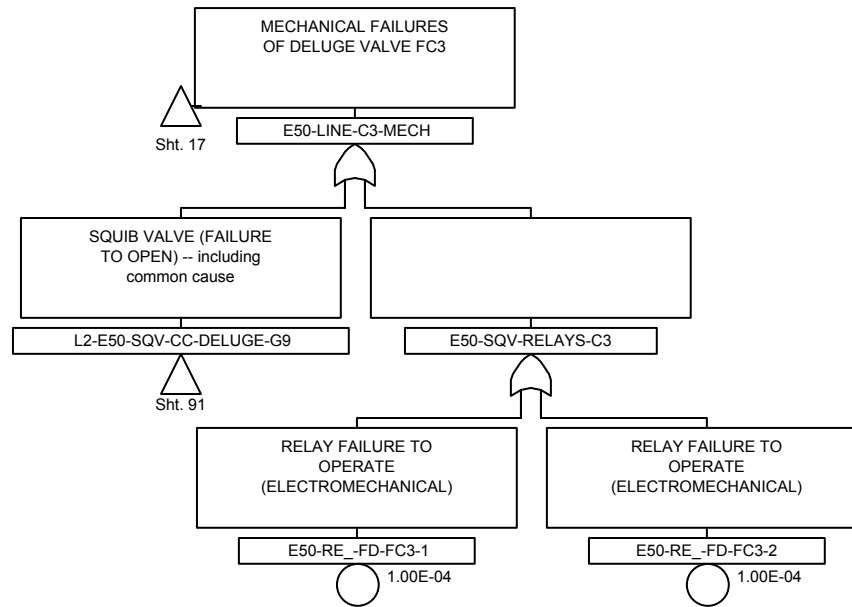 MECHANICAL FAILURES
OF DELUGE VALVE FC3
Sht. 17
E50-LINE-C3-MECH
SQUIB VALVE (FAILURE
TO OPEN) -- including
common cause
L2-E50-SQV-CC-DELUGE-G9
E50-SQV-RELAYS-C3
Sht. 91
RELAY FAILURE TO
OPERATE
(ELECTROMECHANICAL)
RELAY FAILURE TO
OPERATE
(ELECTROMECHANICAL)
E50-RE_-FD-FC3-1
E50-RE_-FD-FC3-2
1.00E-04
1.00E-04